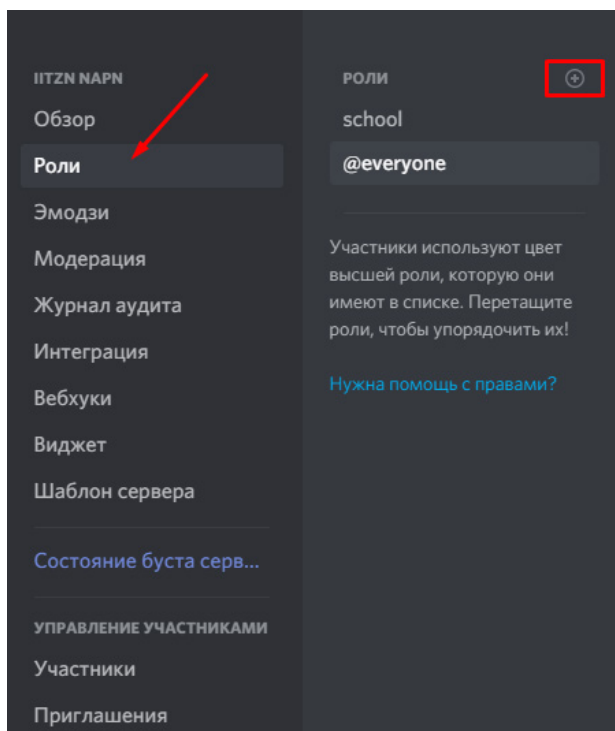 IITZN NAPN
Обзор
Роли
Эмодзи
Модерация
Журнал аудита
Интеграция
Вебхуки
Виджет
Шаблон сервера
Состояние буста серв...
УПРАВЛЕНИЕ УЧАСТНИКАМИ
Участники
Приглашения
РОЛИ
school
@everyone
Участники используют цвет
высшей роли, которую они
имеют в списке. Перетащите
роли, чтобы упорядочить их!
Нужна помощь с правами?